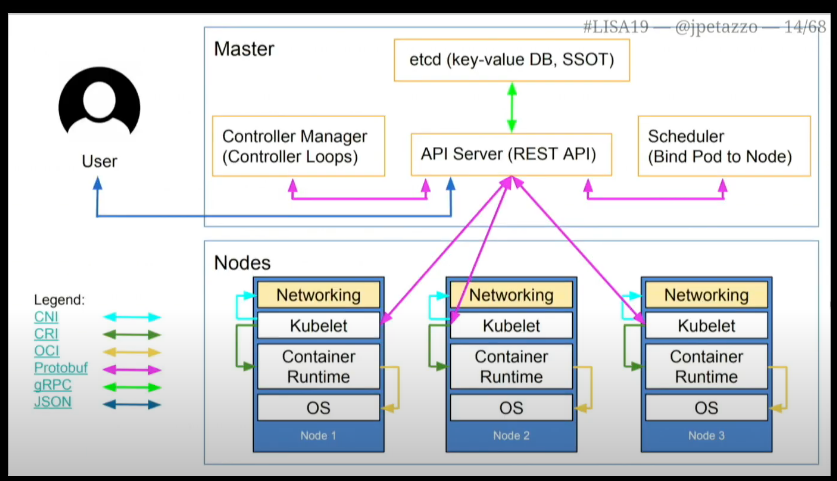 #LISA19 — @jpetazzo — 14/68
Master
etcd (key-value DB, SSOT)
Controller Manager
(Controller Loops)
API Server (REST API)
Scheduler
(Bind Pod to Node)
User
Nodes
Networking
Kubelet
Container
Runtime
OS
Node 1
Networking
Kubelet
Container
Runtime
OS
Node 2
Networking
Kubelet
Container
Runtime
OS
Node 3
Legend:
CNI
CRI
OCI
Protobuf
gRPC
JSON